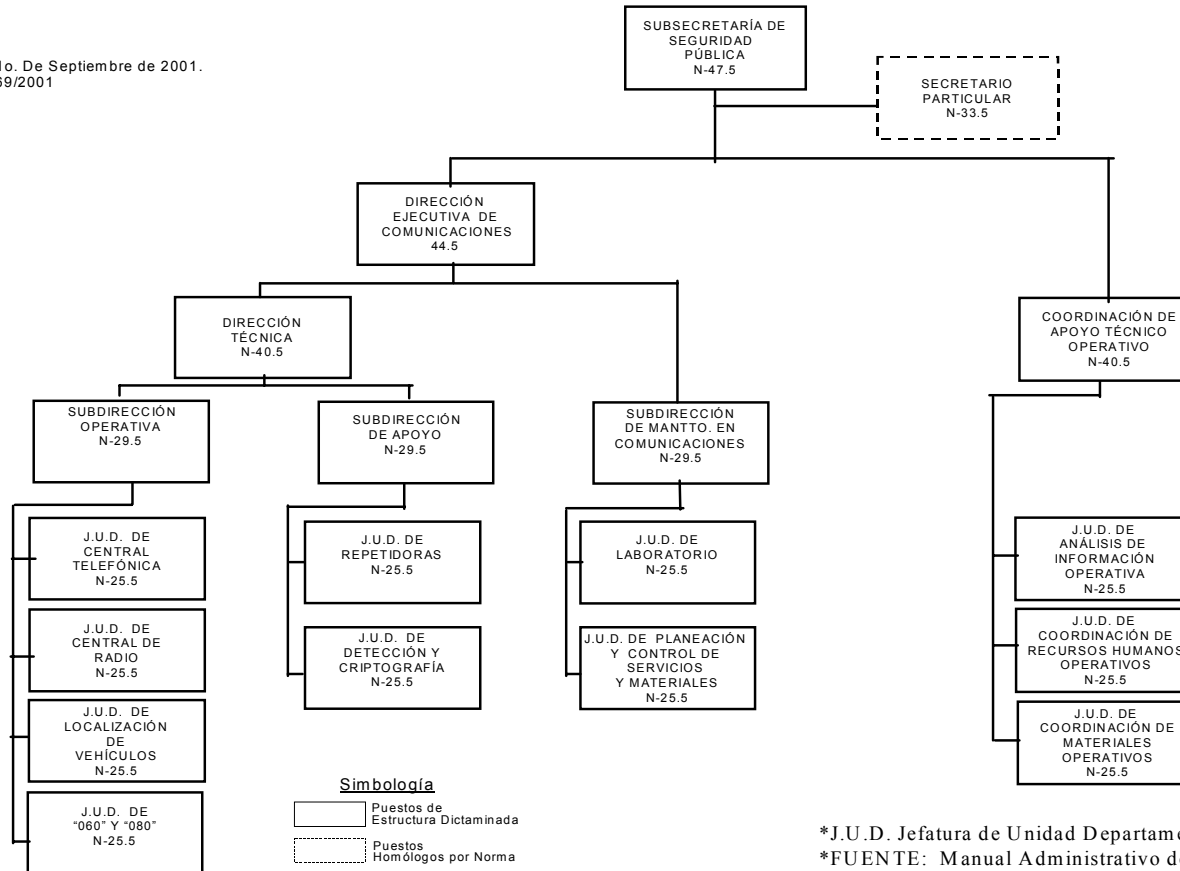 lo. De Septiembre de 2001.
69/2001
SUBSECRETARÍA DE
SEGURIDAD
PÚBLICA
N-47.5
SECRETARIO
PARTICULAR
N-33.5
DIRECCIÓN
EJECUTIVA DE
COMUNICACIONES
44.5
DIRECCIÓN
TÉCNICA
N-40.5
COORDINACIÓN DE
APOYO TÉCNICO
OPERATIVO
N-40.5
SUBDIRECCIÓN
OPERATIVA
N-29.5
SUBDIRECCIÓN
DE APOYO
N-29.5
SUBDIRECCIÓN
DE MANTTO. EN
COMUNICACIONES
N-29.5
J.U.D. DE
CENTRAL
TELEFÓNICA
N-25.5
J.U.D. DE
CENTRAL DE
RADIO
N-25.5
J.U.D. DE
LOCALIZACIÓN
DE
VEHÍCULOS
N-25.5
J.U.D. DE
“060” Y “080”
N-25.5
J.U.D. DE
REPETIDORAS
N-25.5
J.U.D. DE
DETECCIÓN Y
CRIPTOGRAFÍA
N-25.5
J.U.D. DE
LABORATORIO
N-25.5
J.U.D. DE PLANEACIÓN
Y CONTROL DE
SERVICIOS
Y MATERIALES
N-25.5
J.U.D. DE
ANÁLISIS DE
INFORMACIÓN
OPERATIVA
N-25.5
J.U.D. DE
COORDINACIÓN DE
RECURSOS HUMANOS
OPERATIVOS
N-25.5
J.U.D. DE
COORDINACIÓN DE
MATERIALES
OPERATIVOS
N-25.5
Simbología
Puestos de
Estructura Dictaminada
Puestos
Homólogos por Norma
*J.U.D. Jefatura de Unidad Departame
*FUENTE: Manual Administrativo de